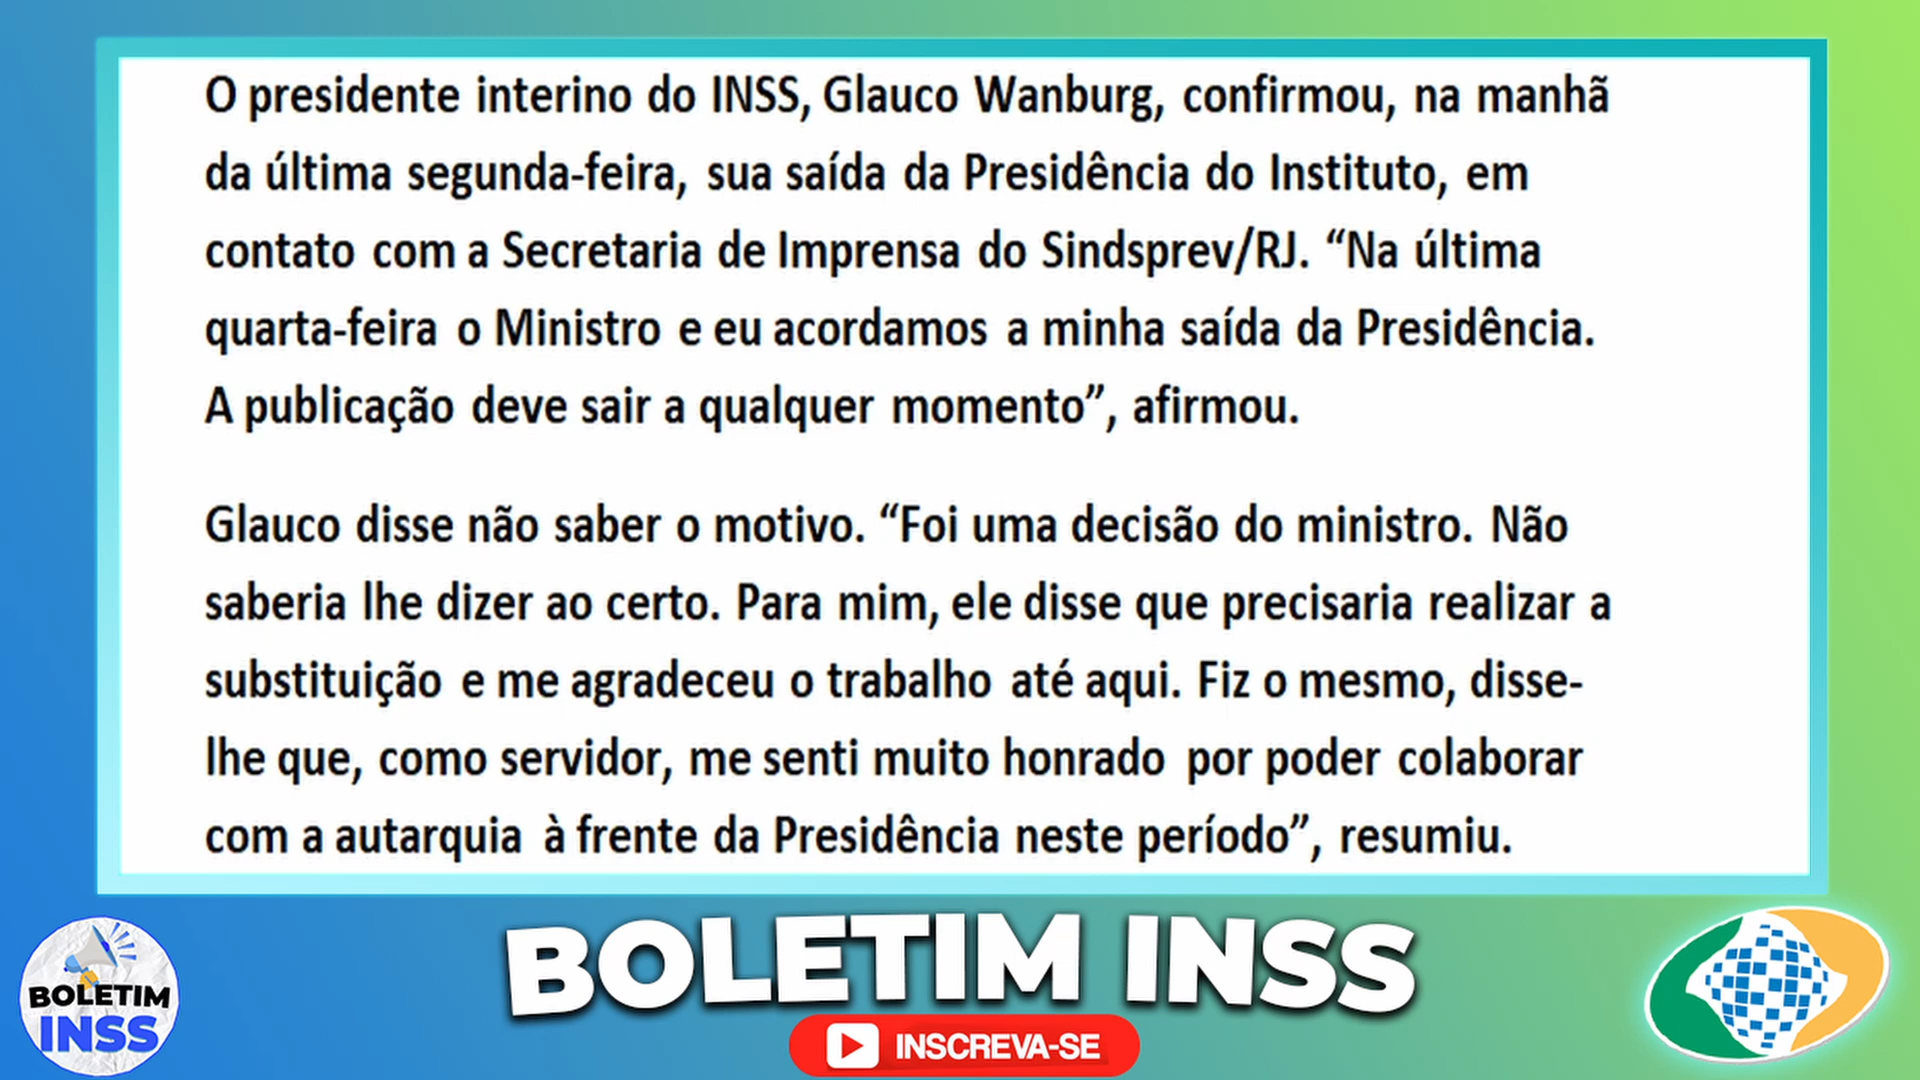 O presidente interino do INSS, Glauco Wanburg, confirmou, na manhã
da última segunda-feira, sua saída da Presidência do Instituto, em
contato com a Secretaria de Imprensa do Sindsprev/RJ. “Na última
quarta-feira o Ministro e eu acordamos a minha saída da Presidência.
A publicação deve sair a qualquer momento”, afirmou.
Glauco disse não saber o motivo. “Foi uma decisão do ministro. Não
saberia lhe dizer ao certo. Para mim, ele disse que precisaria realizar a
substituição e me agradeceu o trabalho até aqui. Fiz o mesmo, disse-
lhe que, como servidor, me senti muito honrado por poder colaborar
com a autarquia à frente da Presidência neste período”, resumiu.
BOLETIM INSS
INSCREVA-SE
BOLETIM
INSS